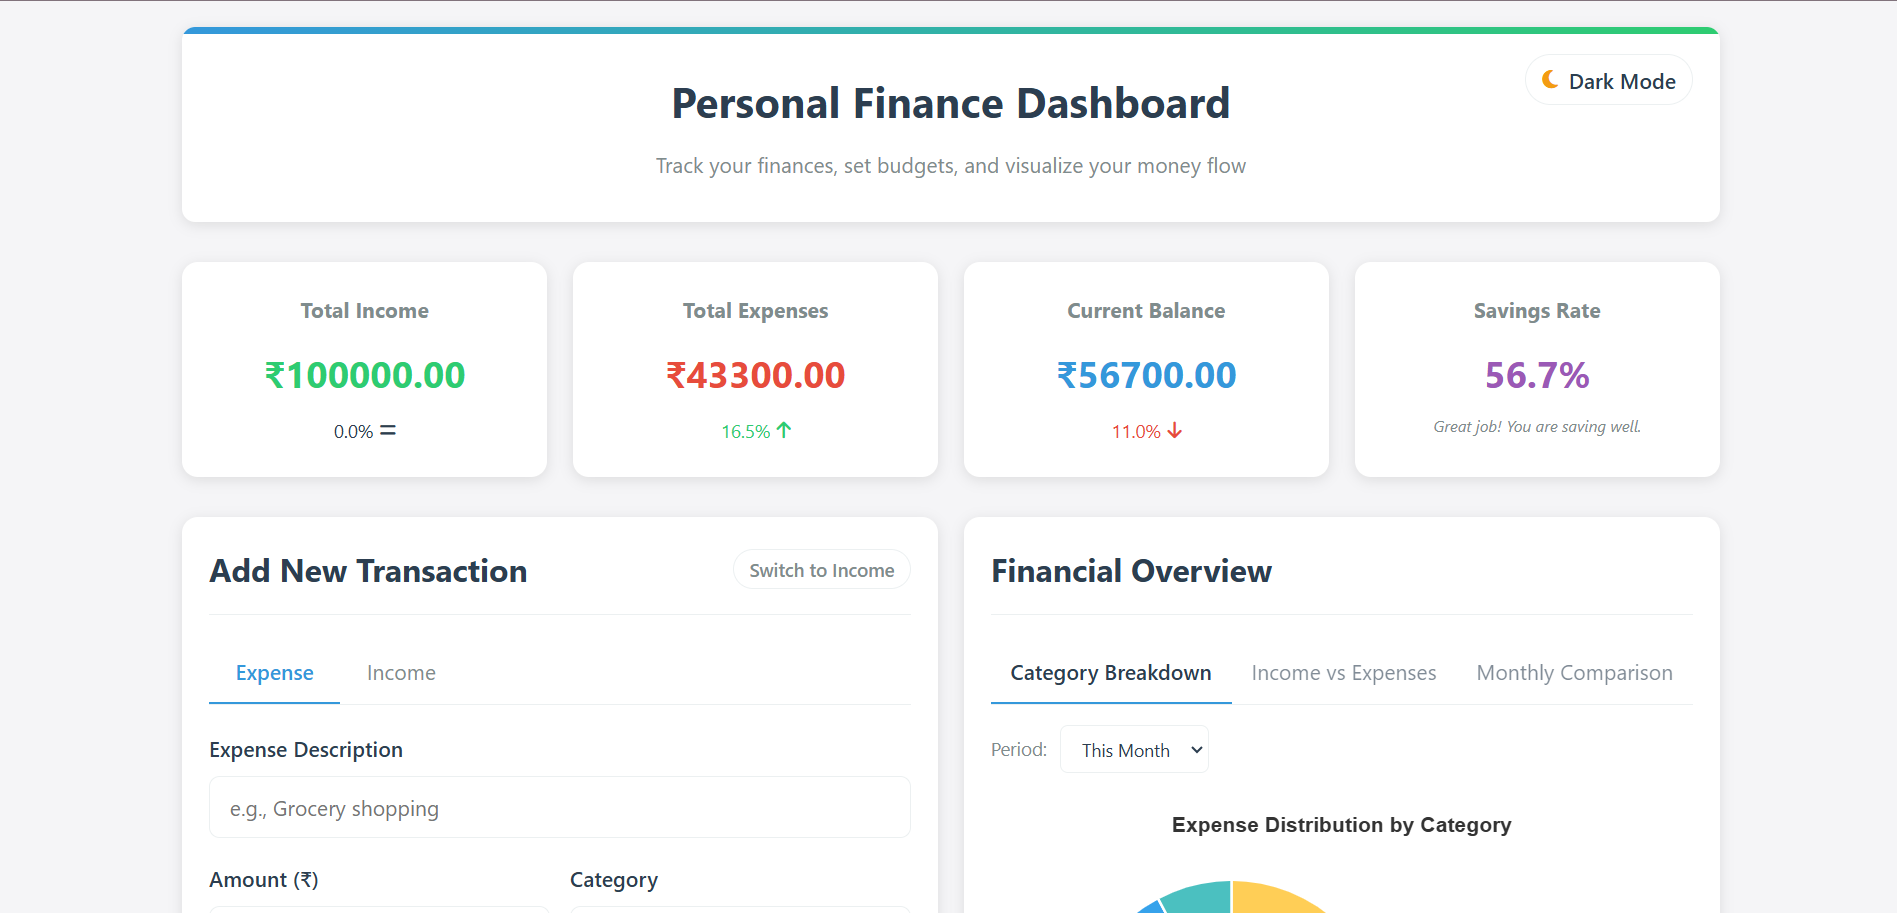 Personal Finance Dashboard
Dark Mode
Track your finances, set budgets, and visualize your money flow
Total Income
₹100000.00
0.0% =
Total Expenses
₹43300.00
16.5% ↑
Current Balance
₹56700.00
11.0% ↓
Savings Rate
56.7%
Great job! You are saving well.
Add New Transaction
Switch to Income
Expense
Income
Expense Description
e.g., Grocery shopping
Amount (₹)
Category
Financial Overview
Category Breakdown
Income vs Expenses
Monthly Comparison
Period:
This Month
Expense Distribution by Category